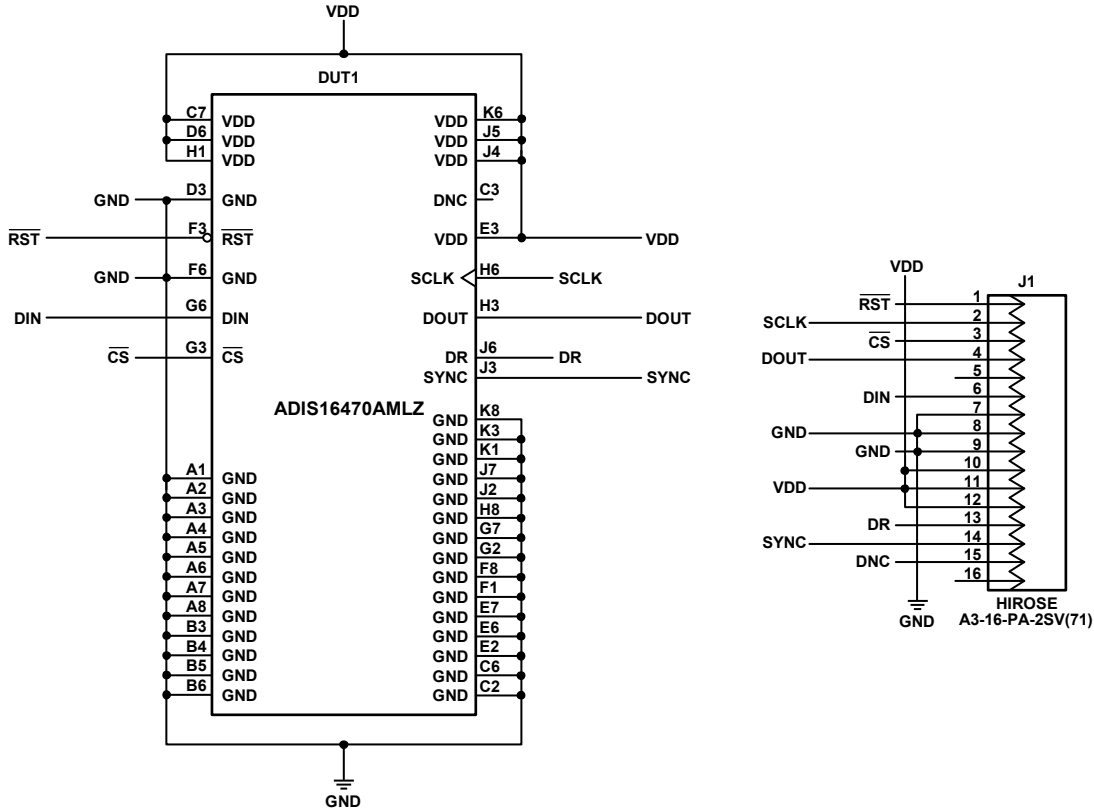 VDD
DUT1
C7 VDD VDD K6
D6 VDD VDD J5
H1 VDD VDD J4
GND D3 GND DNC C3
RST F3 RST VDD E3 VDD
GND F6 GND SCLK H6 SCLK
DIN G6 DIN DOUT H3 DOUT
CS G3 CS DR J6 DR
SYNC J3 SYNC
ADIS16470AMLZ
GND K8
GND K3
GND K1
A1 GND GND J7
A2 GND GND J2
A3 GND GND H8
A4 GND GND G7
A5 GND GND G2
A6 GND GND F8
A7 GND GND F1
A8 GND GND E7
B3 GND GND E6
B4 GND GND E2
B5 GND GND C6
B6 GND GND C2
GND
VDD
J1
RST 1
SCLK 2
CS 3
DOUT 4
5
DIN 6
7
GND 8
GND 9
10
VDD 11
12
DR 13
SYNC 14
DNC 15
16
GND
HIROSE
A3-16-PA-2SV(71)